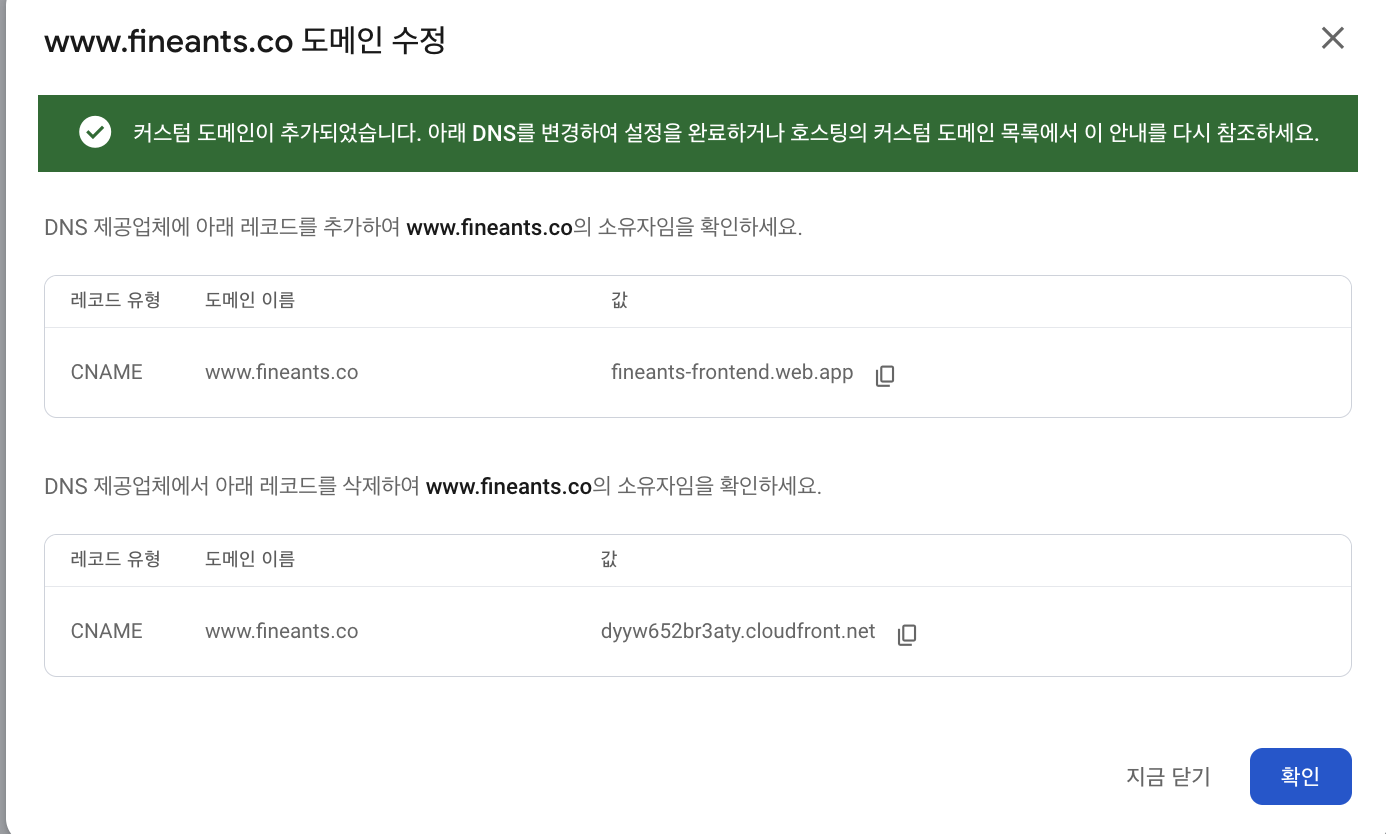 www.fineants.co 도메인 수정
커스텀 도메인이 추가되었습니다. 아래 DNS를 변경하여 설정을 완료하거나 호스팅의 커스텀 도메인 목록에서 이 안내를 다시 참조하세요.
DNS 제공업체에 아래 레코드를 추가하여 www.fineants.co의 소유자임을 확인하세요.
레코드 유형 도메인 이름 값
CNAME www.fineants.co fineants-frontend.web.app
DNS 제공업체에서 아래 레코드를 삭제하여 www.fineants.co의 소유자임을 확인하세요.
레코드 유형 도메인 이름 값
CNAME www.fineants.co dyyw652br3aty.cloudfront.net
지금 닫기 확인